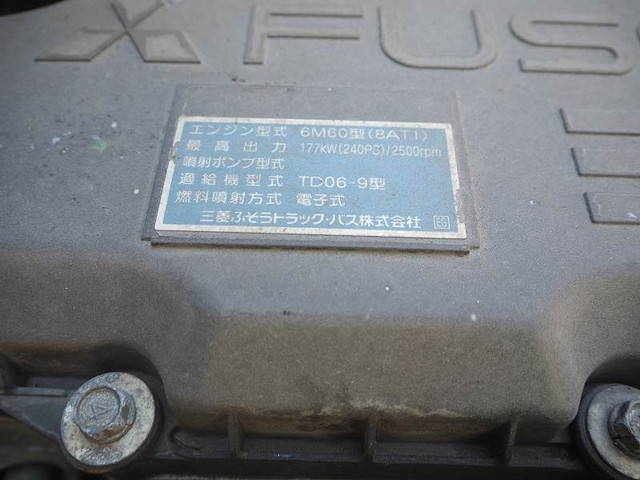 FUS
エンジン型式 6M60型(8AT1)
最高出力 177kW(240PS)/2500rpm
噴射ポンプ型式
過給機型式 TD06-9型
燃料噴射方式 電子式
三菱ふそうトラック・バス株式会社